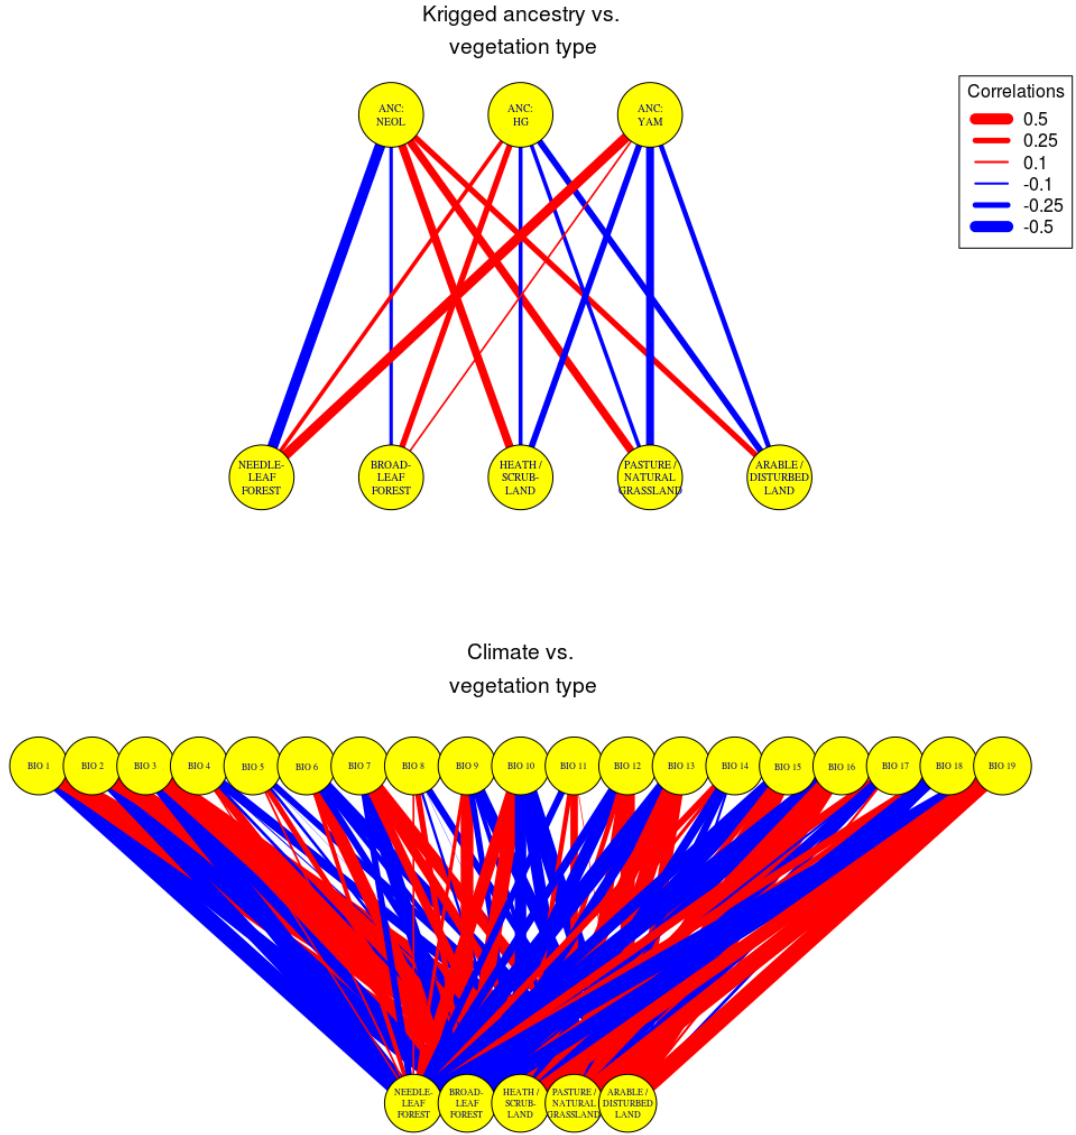 Krigged ancestry vs.
vegetation type
ANC:
NEOL
ANC:
HG
ANC:
YAM
Correlations
0.5
0.25
0.1
-0.1
-0.25
-0.5
NEEDLE-
LEAF
FOREST
BROAD-
LEAF
FOREST
HEATH /
SCRUB-
LAND
PASTURE /
NATURAL
GRASSLAND
ARABLE /
DISTURBED
LAND
Climate vs.
vegetation type
BIO 1
BIO 2
BIO 3
BIO 4
BIO 5
BIO 6
BIO 7
BIO 8
BIO 9
BIO 10
BIO 11
BIO 12
BIO 13
BIO 14
BIO 15
BIO 16
BIO 17
BIO 18
BIO 19
NEEDLE-
LEAF
FOREST
BROAD-
LEAF
FOREST
HEATH /
SCRUB-
LAND
PASTURE /
NATURAL
GRASSLAND
ARABLE /
DISTURBED
LAND